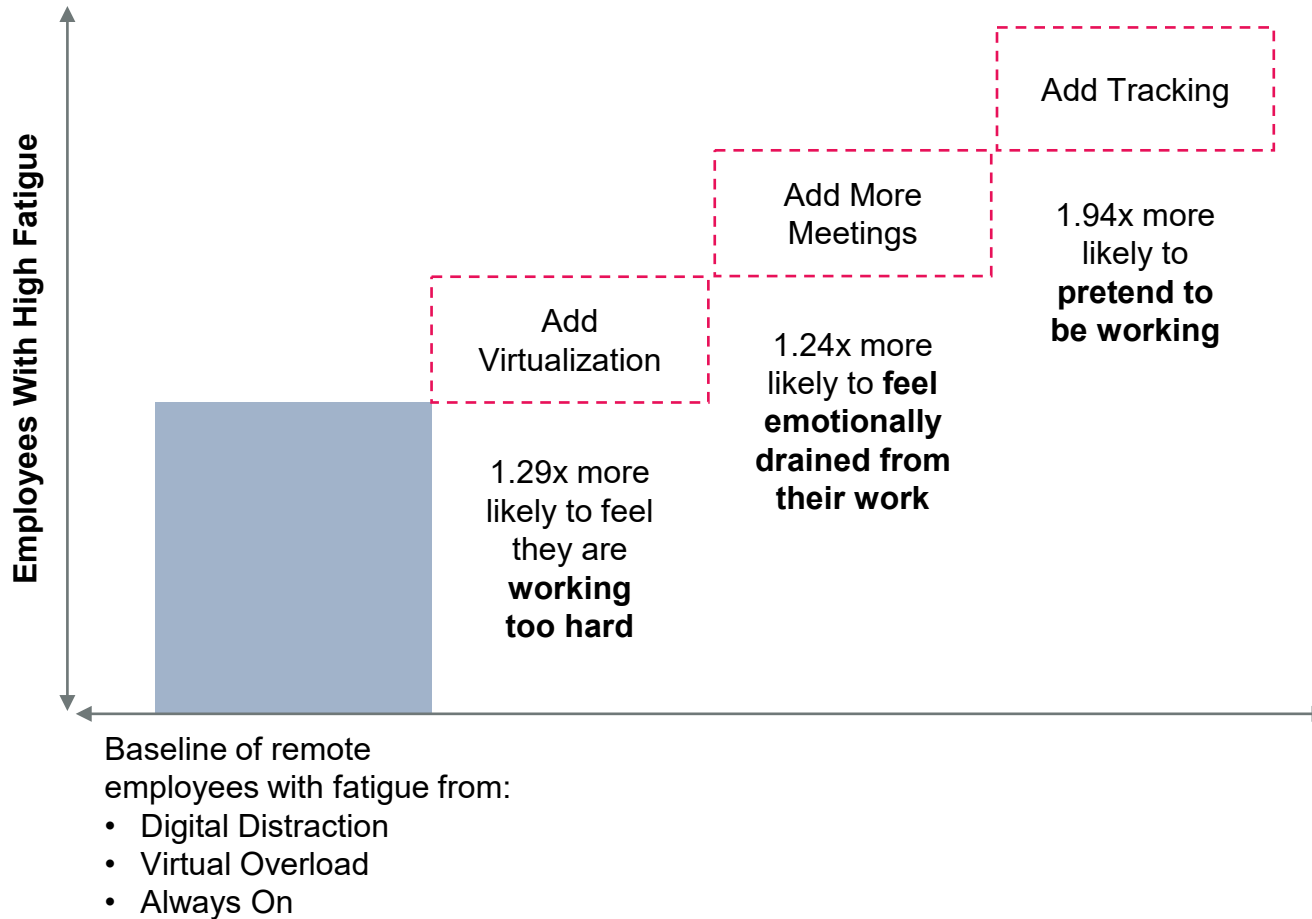 Employees With High Fatigue
Add Tracking
Add More
Meetings
1.94x more
likely to
pretend to
be working
Add
Virtualization
1.24x more
likely to feel
emotionally
drained from
their work
1.29x more
likely to feel
they are
working
too hard
Baseline of remote
employees with fatigue from:
• Digital Distraction
• Virtual Overload
• Always On